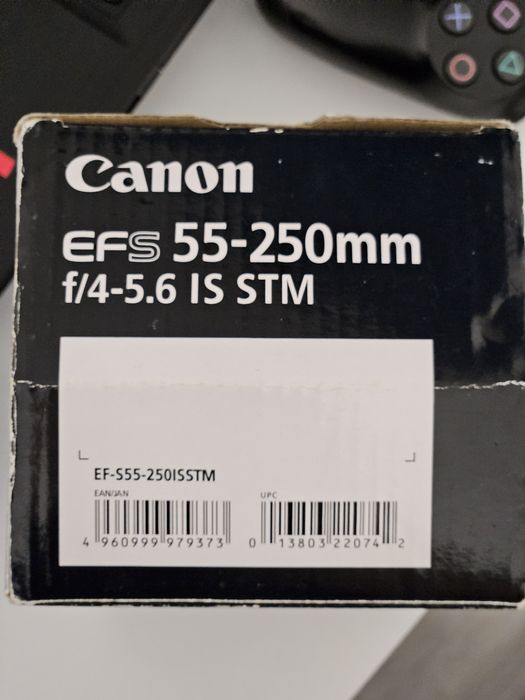 Canon
EFS 55-250mm
f/4-5.6 IS STM
EF-S55-250ISSTM
EAN/JAN
UPC
4 960999 979373
0 13803 22074 2